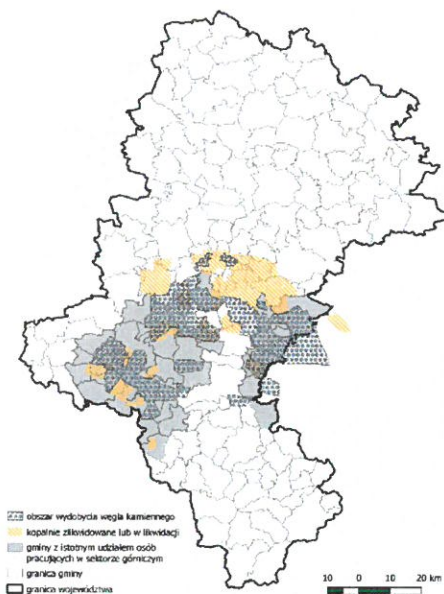 obszar wydobycia węgla kamiennego
kopalnie zlikwidowane lub w likwidacji
gminy z istotnym udziałem osób
pracujących w sektorze górniczym
granica gminy
granica województwa
10 0 10 20 km